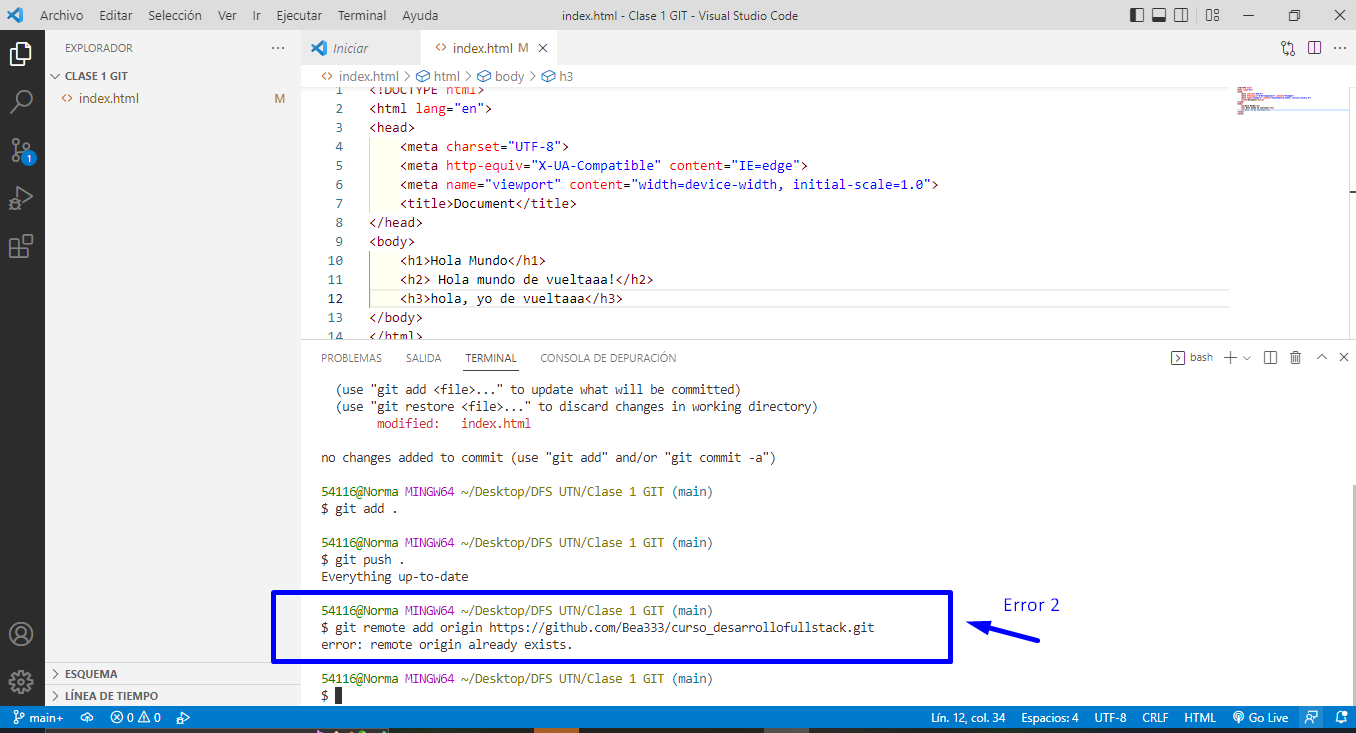 Archivo Editar Selección Ver Ir Ejecutar Terminal Ayuda index.html - Clase 1 GIT - Visual Studio Code
EXPLORADOR ···
CLASE 1 GIT
<> index.html M
Iniciar <> index.html M
<> index.html > html > body > h3
1 <!DOCTYPE html>
2 <html lang="en">
3 <head>
4 <meta charset="UTF-8">
5 <meta http-equiv="X-UA-Compatible" content="IE=edge">
6 <meta name="viewport" content="width=device-width, initial-scale=1.0">
7 <title>Document</title>
8 </head>
9 <body>
10 <h1>Hola Mundo</h1>
11 <h2> Hola mundo de vueltaaa!</h2>
12 <h3>hola, yo de vueltaaa</h3>
13 </body>
14 </html>
PROBLEMAS SALIDA TERMINAL CONSOLA DE DEPURACIÓN bash
(use "git add <file>..." to update what will be committed)
(use "git restore <file>..." to discard changes in working directory)
modified: index.html
no changes added to commit (use "git add" and/or "git commit -a")
54116@Norma MINGW64 ~/Desktop/DFS UTN/Clase 1 GIT (main)
$ git add .
54116@Norma MINGW64 ~/Desktop/DFS UTN/Clase 1 GIT (main)
$ git push .
Everything up-to-date
54116@Norma MINGW64 ~/Desktop/DFS UTN/Clase 1 GIT (main)
$ git remote add origin https://github.com/Bea333/curso_desarrollofullstack.git
error: remote origin already exists.
Error 2
54116@Norma MINGW64 ~/Desktop/DFS UTN/Clase 1 GIT (main)
$
1
ESQUEMA
LÍNEA DE TIEMPO
main+ 0 0 Lín. 12, col. 34 Espacios: 4 UTF-8 CRLF HTML Go Live